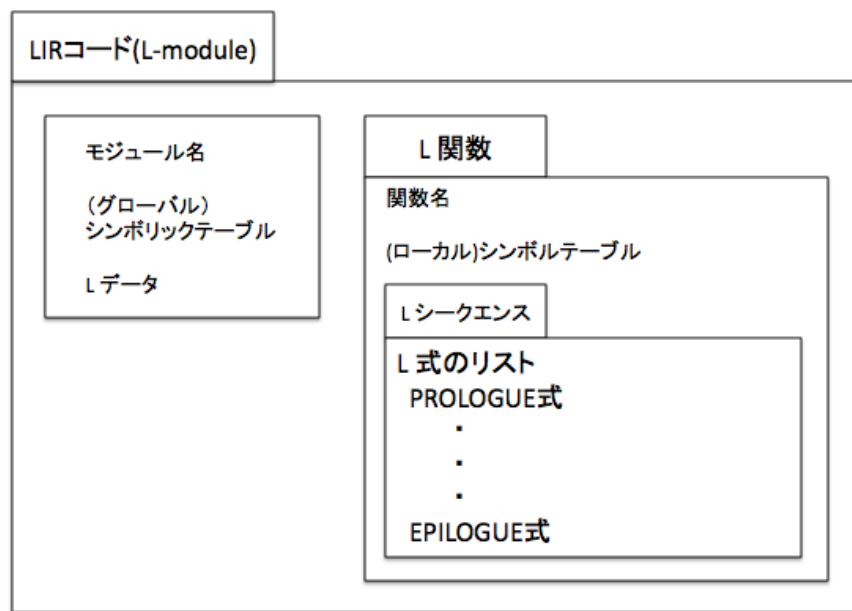 LIRコード(L-module)
モジュール名
（グローバル）
シンボリックテーブル
L データ
L 関数
関数名
(ローカル)シンボルテーブル
L シークエンス
L 式のリスト
PROLOGUE式
・
・
・
EPILOGUE式